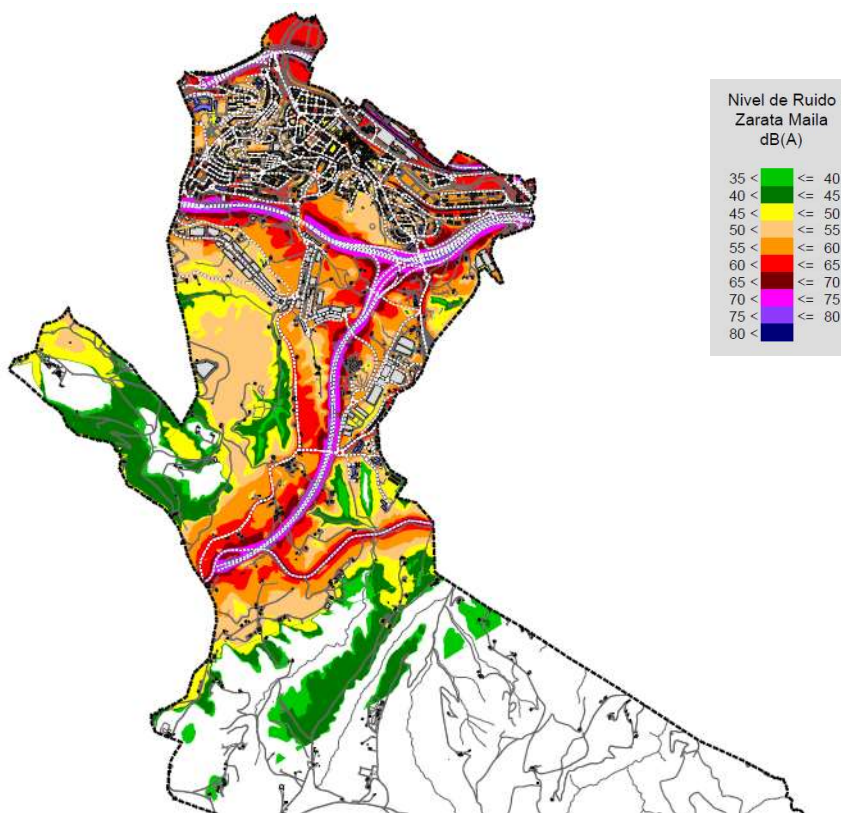 Nivel de Ruido
Zarata Maila
dB(A)
35 < <= 40
40 < <= 45
45 < <= 50
50 < <= 55
55 < <= 60
60 < <= 65
65 < <= 70
70 < <= 75
75 < <= 80
80 <